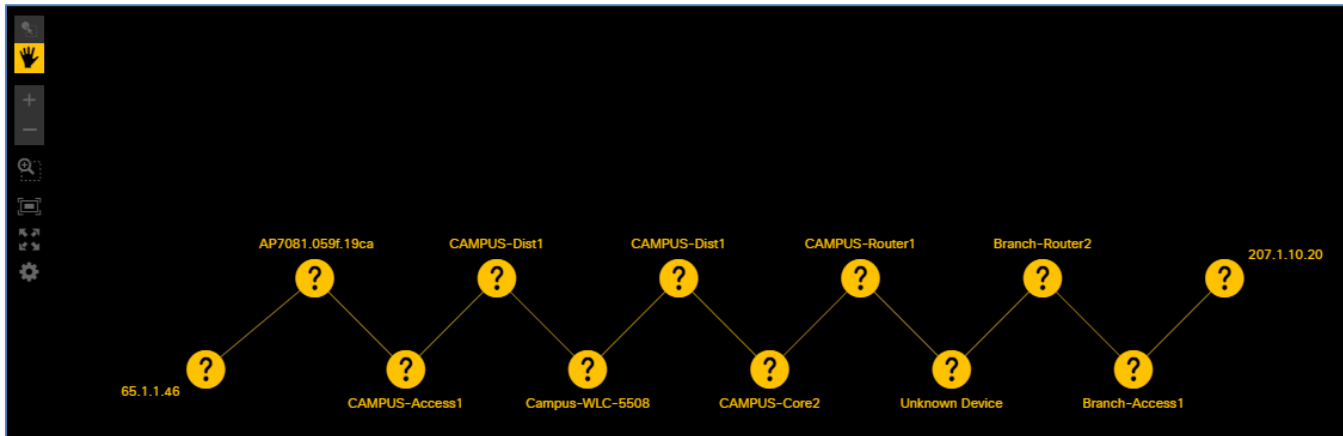 AP7081.059f.19ca
CAMPUS-Dist1
CAMPUS-Dist1
CAMPUS-Router1
Branch-Router2
207.1.10.20
?
?
?
?
?
?
?
?
?
?
?
65.1.1.46
CAMPUS-Access1
Campus-WLC-5508
CAMPUS-Core2
Unknown Device
Branch-Access1